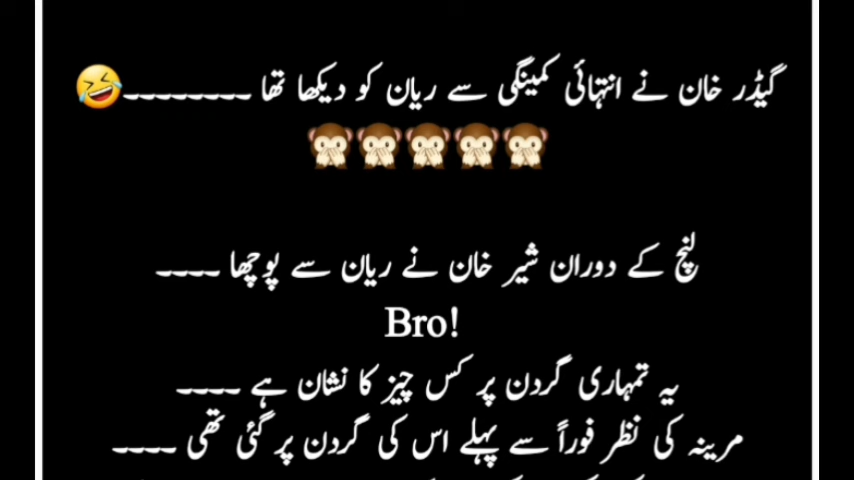 گیڈر خان نے انتہائی کمینگی سے ریان کو دیکھا تھا ۔۔۔۔۔۔۔۔🤣
🙊🙊🙊🙊🙊
لنچ کے دوران شیر خان نے ریان سے پوچھا ۔۔۔۔
Bro!
یہ تمہاری گردن پر کس چیز کا نشان ہے ۔۔۔۔
مرینہ کی نظر فوراً سے پہلے اس کی گردن پر گئی تھی ۔۔۔۔